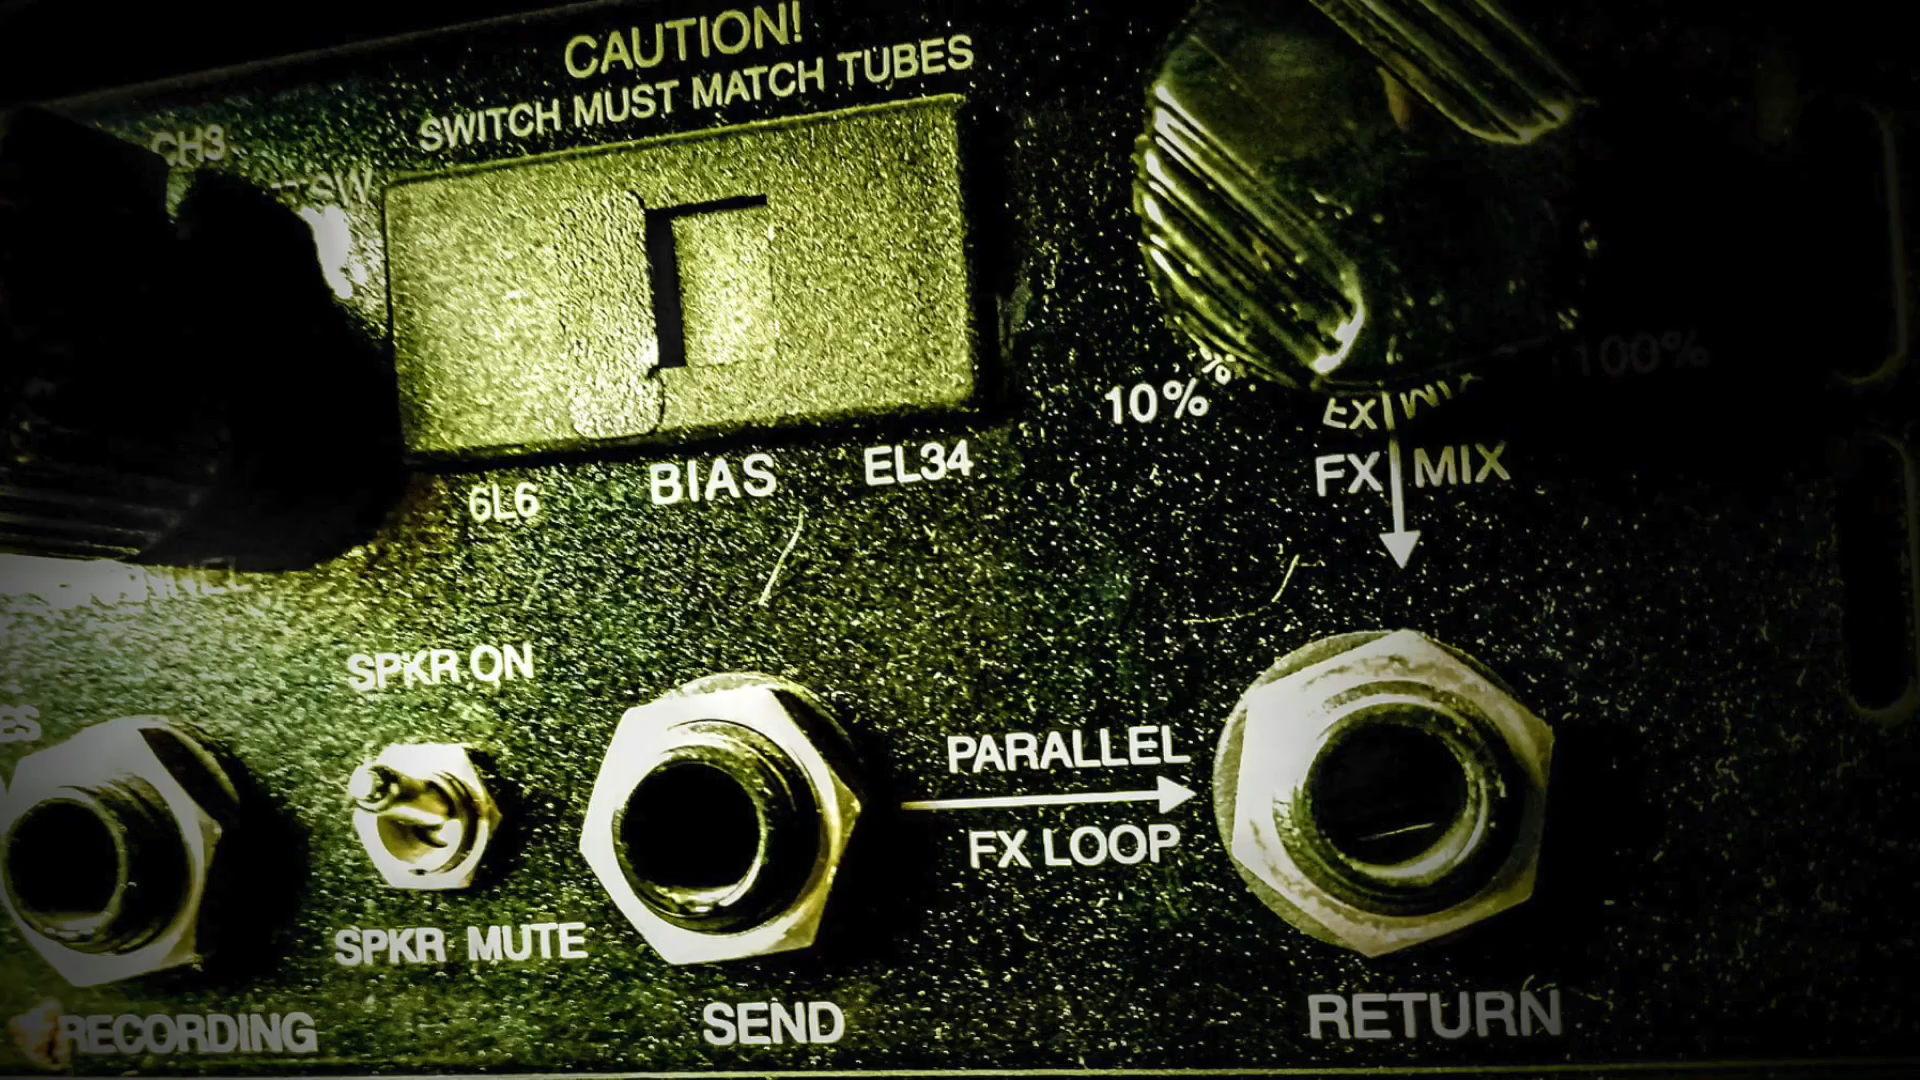 CAUTION!
SWITCH MUST MATCH TUBES
CH3
SW
6L6
BIAS
EL34
10%
100%
FX MIX
SPKR ON
SPKR MUTE
PARALLEL
FX LOOP
RECORDING
SEND
RETURN